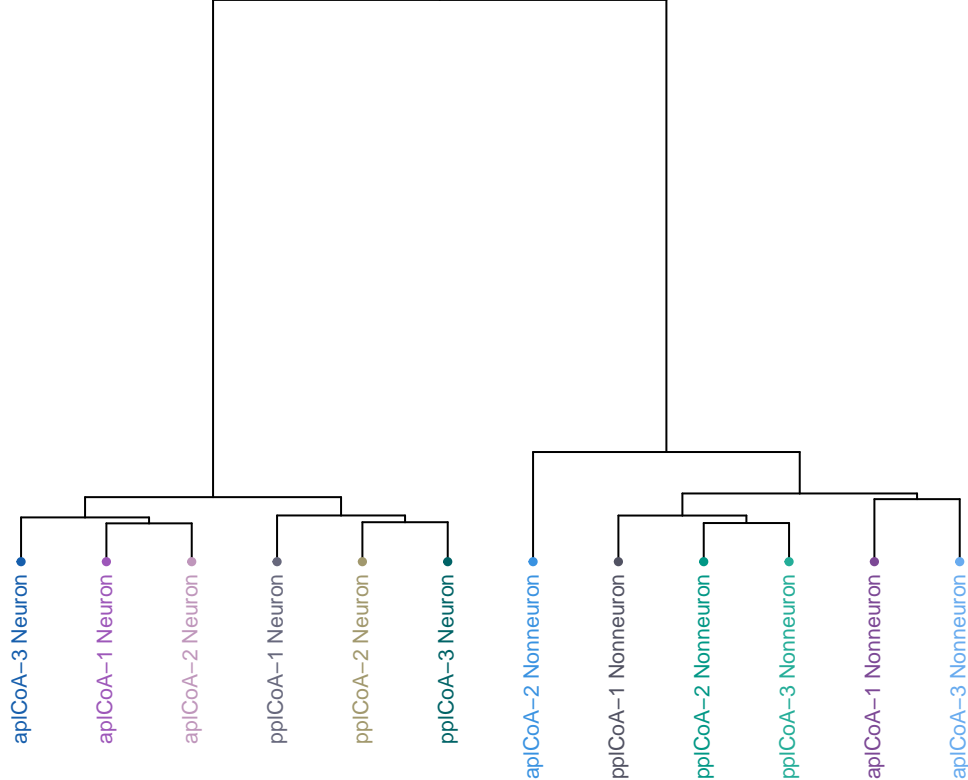 aplCoA−3 Neuron
aplCoA−1 Neuron
aplCoA−2 Neuron
pplCoA−1 Neuron
pplCoA−2 Neuron
pplCoA−3 Neuron
aplCoA−2 Nonneuron
pplCoA−1 Nonneuron
pplCoA−2 Nonneuron
pplCoA−3 Nonneuron
aplCoA−1 Nonneuron
aplCoA−3 Nonneuron